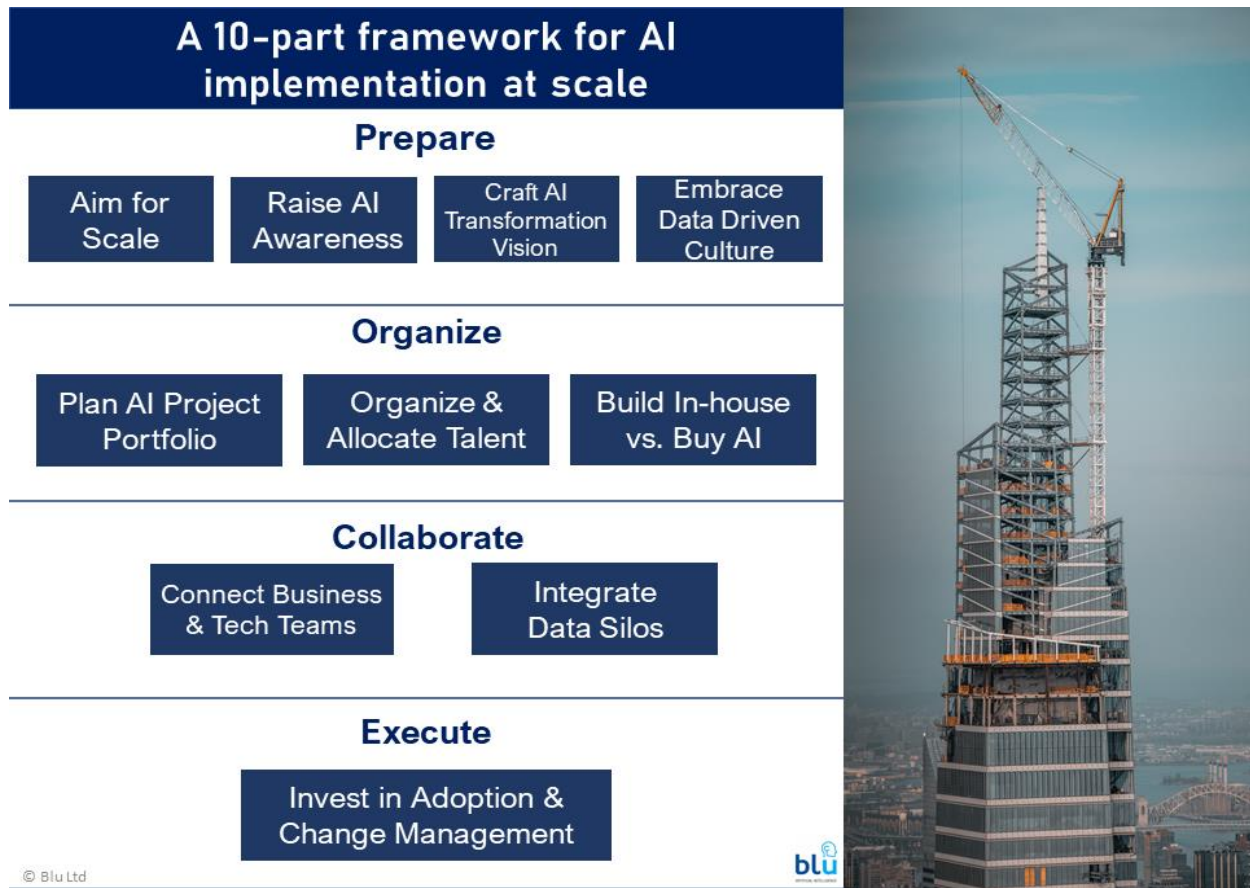 A 10-part framework for AI
implementation at scale
Prepare
Aim for
Scale
Raise AI
Awareness
Craft AI
Transformation
Vision
Embrace
Data Driven
Culture
Organize
Plan AI Project
Portfolio
Organize &
Allocate Talent
Build In-house
vs. Buy AI
Collaborate
Connect Business
& Tech Teams
Integrate
Data Silos
Execute
Invest in Adoption &
Change Management
© Blu Ltd
blu
ARTIFICIAL INTELLIGENCE